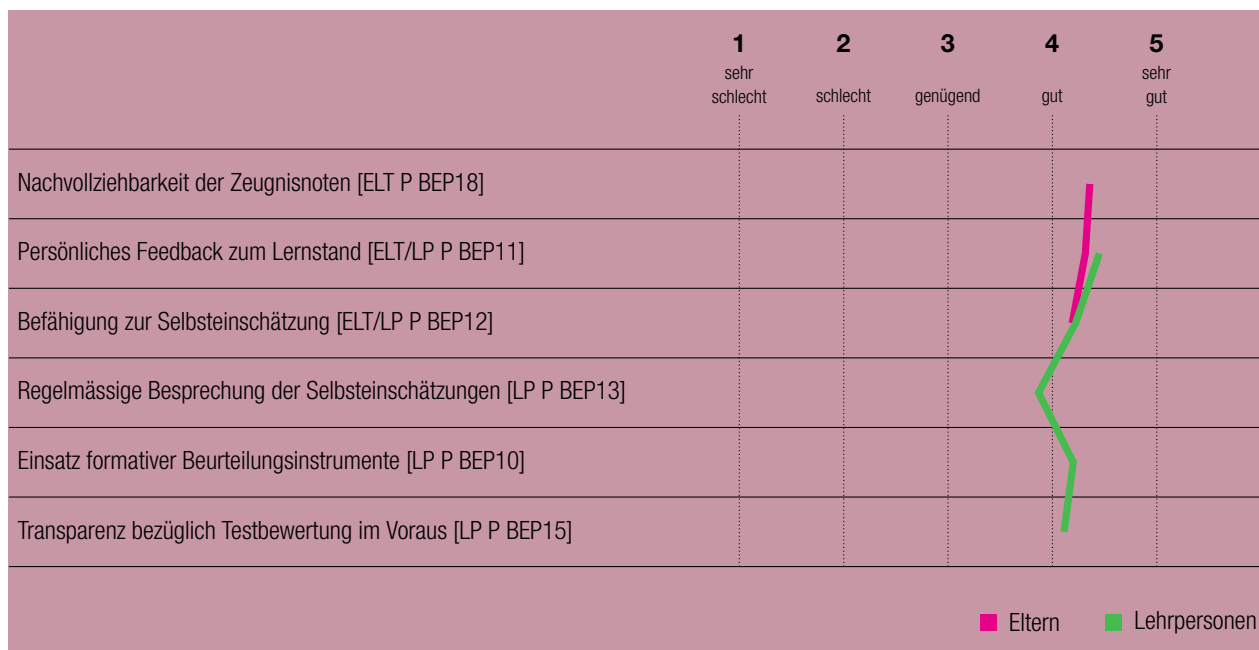 1 2 3 4 5
sehr schlecht schlecht genügend gut sehr gut
Nachvollziehbarkeit der Zeugnisnoten [ELT P BEP18]
Persönliches Feedback zum Lernstand [ELT/LP P BEP11]
Befähigung zur Selbsteinschätzung [ELT/LP P BEP12]
Regelmässige Besprechung der Selbsteinschätzungen [LP P BEP13]
Einsatz formativer Beurteilungsinstrumente [LP P BEP10]
Transparenz bezüglich Testbewertung im Voraus [LP P BEP15]
Eltern Lehrpersonen